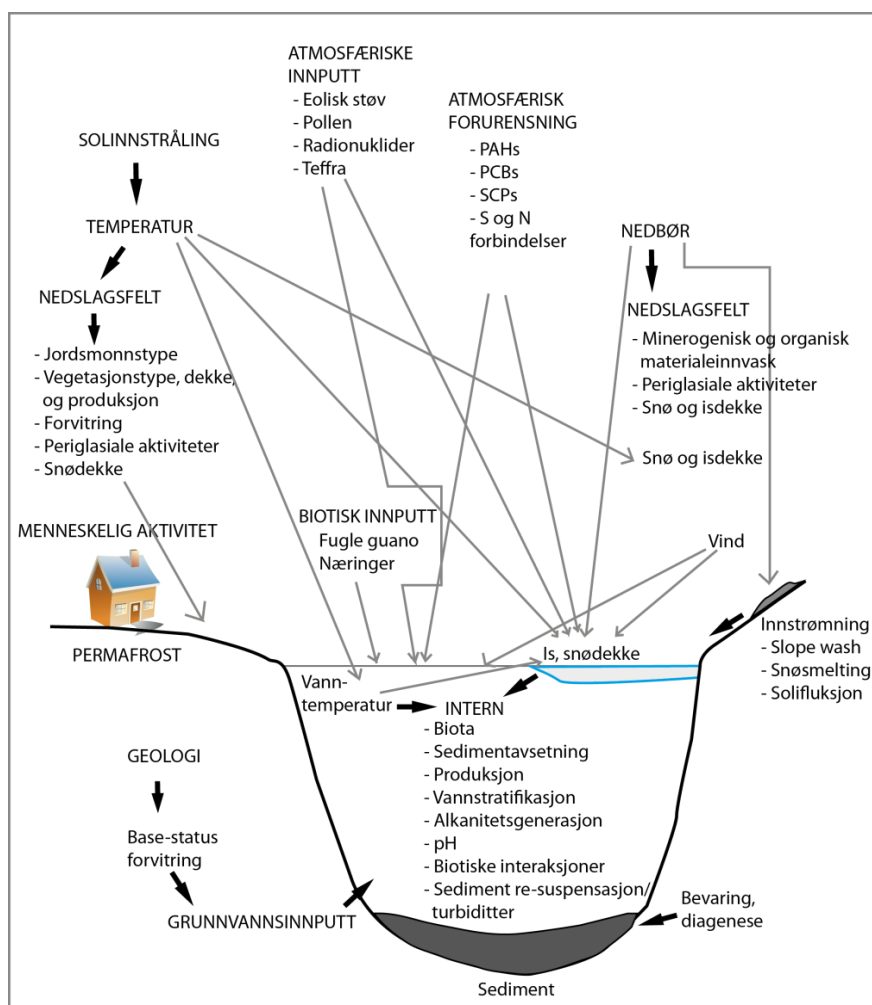 ATMOSFÆRISKE
INNPUTT
- Eolisk støv
- Pollen
- Radionuklider
- Teffra
ATMOSFÆRISK
FORURENSNING
- PAHs
- PCBs
- SCPs
- S og N
forbindelser
SOLINNSTRÅLING
TEMPERATUR
NEDSLAGSFELT
- Jordsmonnstype
- Vegetasjonstype, dekke,
og produksjon
- Forvitring
- Periglasiale aktiviteter
- Snødekke
NEDBØR
NEDSLAGSFELT
- Minerogenisk og organisk
materialeinnvask
- Periglasiale aktiviteter
- Snø og isdekke
Snø og isdekke
MENNESKELIG AKTIVITET
BIOTISK INNPUTT
Fugle guano
Næringer
Vind
PERMAFROST
Innstrømning
- Slope wash
- Snøsmelting
- Solifluksjon
Is, snødekke
Vann-
temperatur
INTERN
- Biota
- Sedimentavsetning
- Produksjon
- Vannstratifikasjon
- Alkanitetsgenerasjon
- pH
- Biotiske interaksjoner
- Sediment re-suspensasjon/
turbiditter
GEOLOGI
Base-status
forvitring
GRUNNVANNSINNPUTT
Bevaring,
diagenese
Sediment